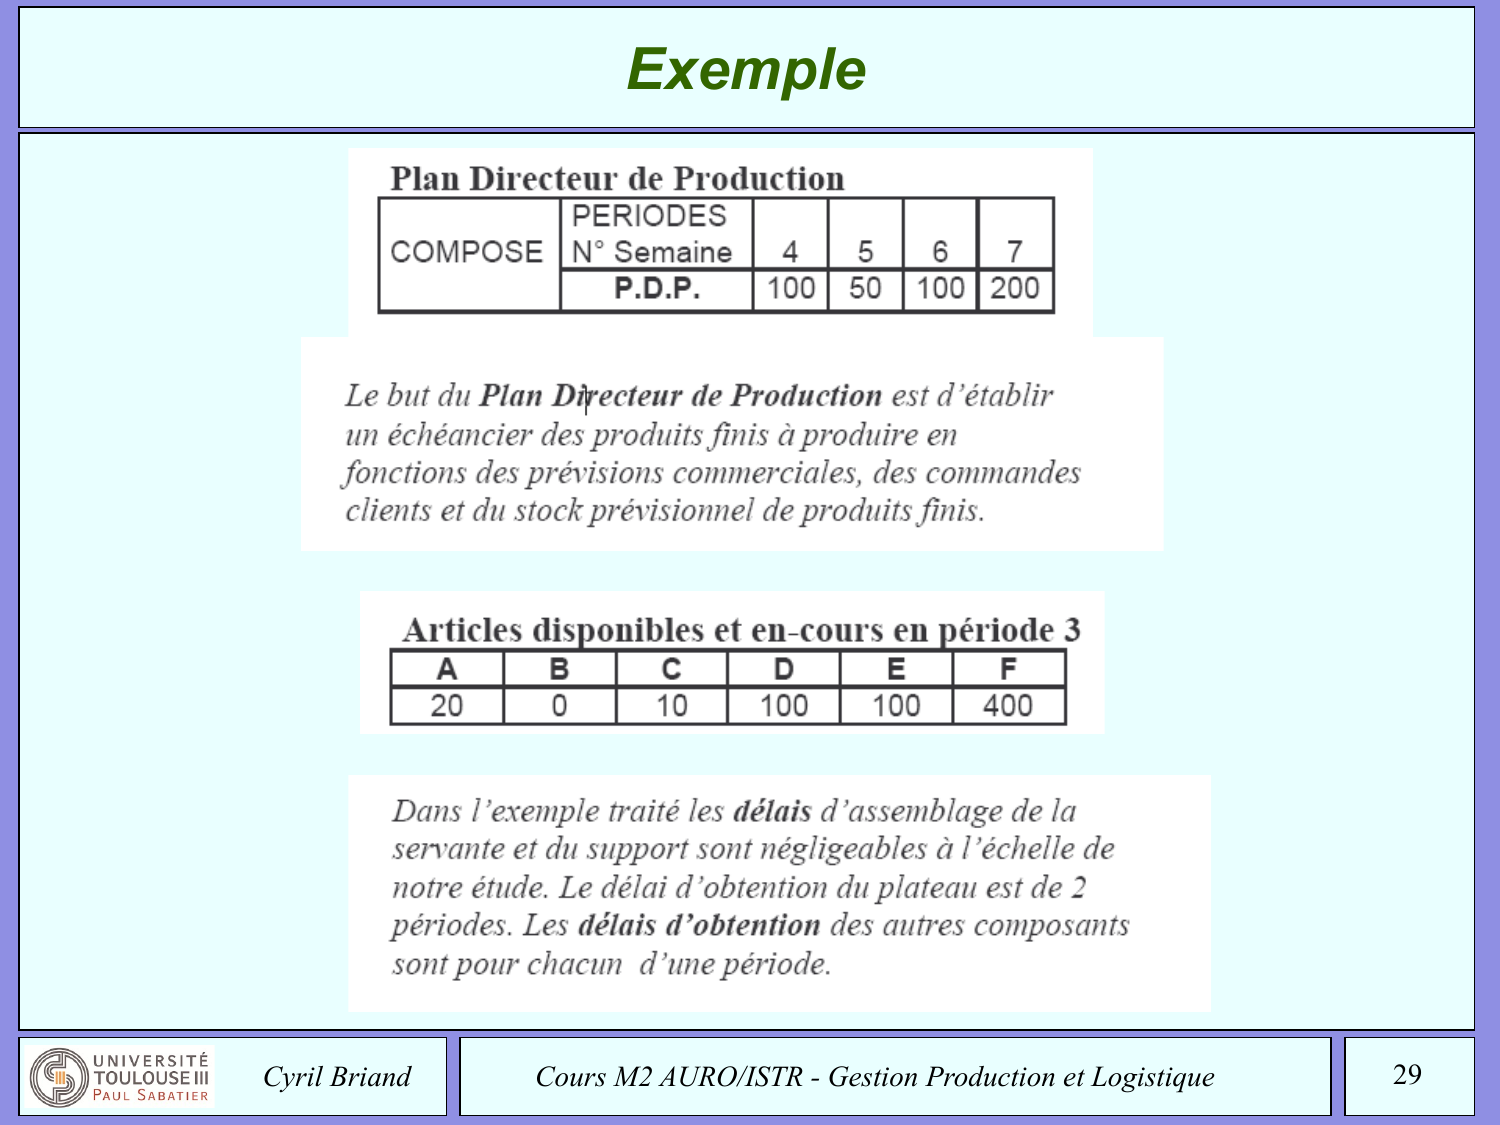 Exemple
Plan Directeur de Production
PERIODES
COMPOSE N° Semaine 4 5 6 7
P.D.P. 100 50 100 200
Le but du Plan Directeur de Production est d'établir
un échéancier des produits finis à produire en
fonctions des prévisions commerciales, des commandes
clients et du stock prévisionnel de produits finis.
Articles disponibles et en-cours en période 3
A B C D E F
20 0 10 100 100 400
Dans l'exemple traité les délais d'assemblage de la
servante et du support sont négligeables à l'échelle de
notre étude. Le délai d'obtention du plateau est de 2
périodes. Les délais d'obtention des autres composants
sont pour chacun d'une période.
UNIVERSITÉ
TOULOUSE III
PAUL SABATIER
Cyril Briand
Cours M2 AURO/ISTR - Gestion Production et Logistique
29